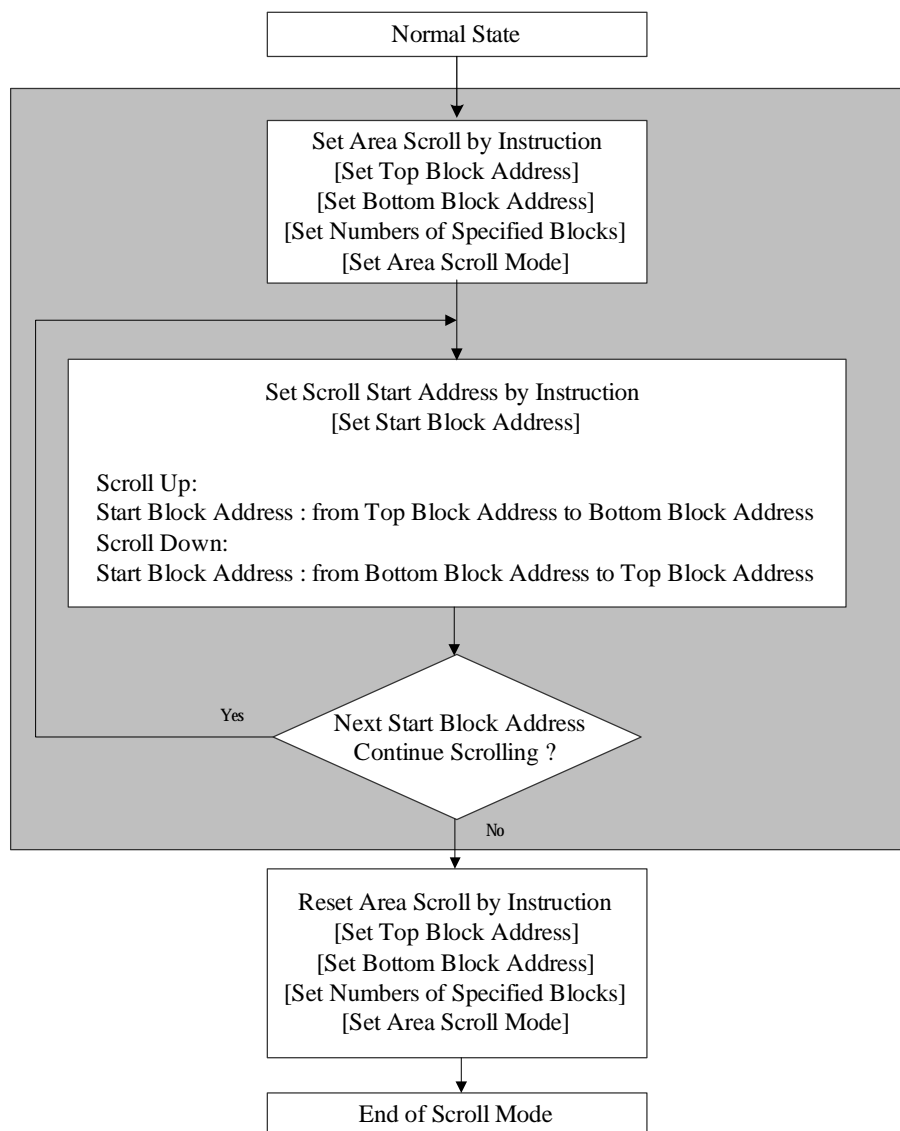 Normal State
Set Area Scroll by Instruction
[Set Top Block Address]
[Set Bottom Block Address]
[Set Numbers of Specified Blocks]
[Set Area Scroll Mode]
Set Scroll Start Address by Instruction
[Set Start Block Address]
Scroll Up:
Start Block Address : from Top Block Address to Bottom Block Address
Scroll Down:
Start Block Address : from Bottom Block Address to Top Block Address
Yes
Next Start Block Address
Continue Scrolling ?
No
Reset Area Scroll by Instruction
[Set Top Block Address]
[Set Bottom Block Address]
[Set Numbers of Specified Blocks]
[Set Area Scroll Mode]
End of Scroll Mode